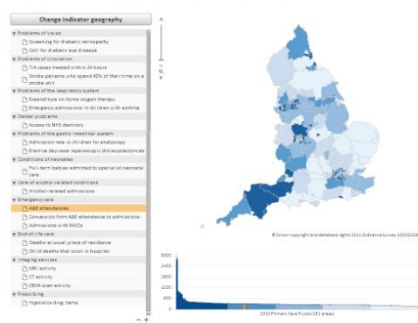 Change indicator geography
Problems of vision
Screening for diabetic retinopathy
Cost for diabetic eye disease
Problems of circulation
TIA cases treated within 24 hours
Stroke patients who spend 90% of their time on a
stroke unit
Problems of the respiratory system
Expenditure on home oxygen therapy
Emergency admissions in children with asthma
Dental problems
Access to NHS dentistry
Problems of the gastro-intestinal system
Admission rate in children for endoscopy
Elective day case laparoscopic cholecystectomies
Conditions of neonates
Full-term babies admitted to specialist neonatal
care
Care of alcohol-related conditions
Alcohol-related admissions
Emergency care
A&E attendances
Conversion from A&E attendance to admissions
Admissions with
End of life care
Deaths at usual place of residence
Child deaths that occur in hospital
Imaging services
MRI activity
CT activity
DEXA scan activity
Prescribing
Hypnotics drug items
© Crown copyright and database rights 2011 Ordnance Survey
2010 Primary Care Trusts (151 areas)